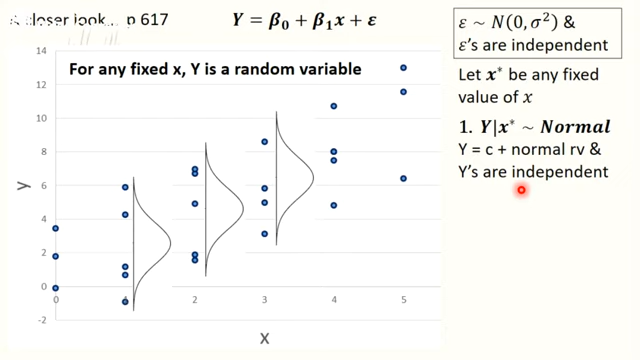 A closer look... p 617
Y = β₀ + β₁x + ε
ε ~ N(0, σ²) &
ε's are independent
For any fixed x, Y is a random variable
Let x* be any fixed
value of x
1. Y|x* ~ Normal
Y = c + normal rv &
Y's are independent
14
12
10
8
6
4
2
0
-2
y
0
1
2
3
4
5
x